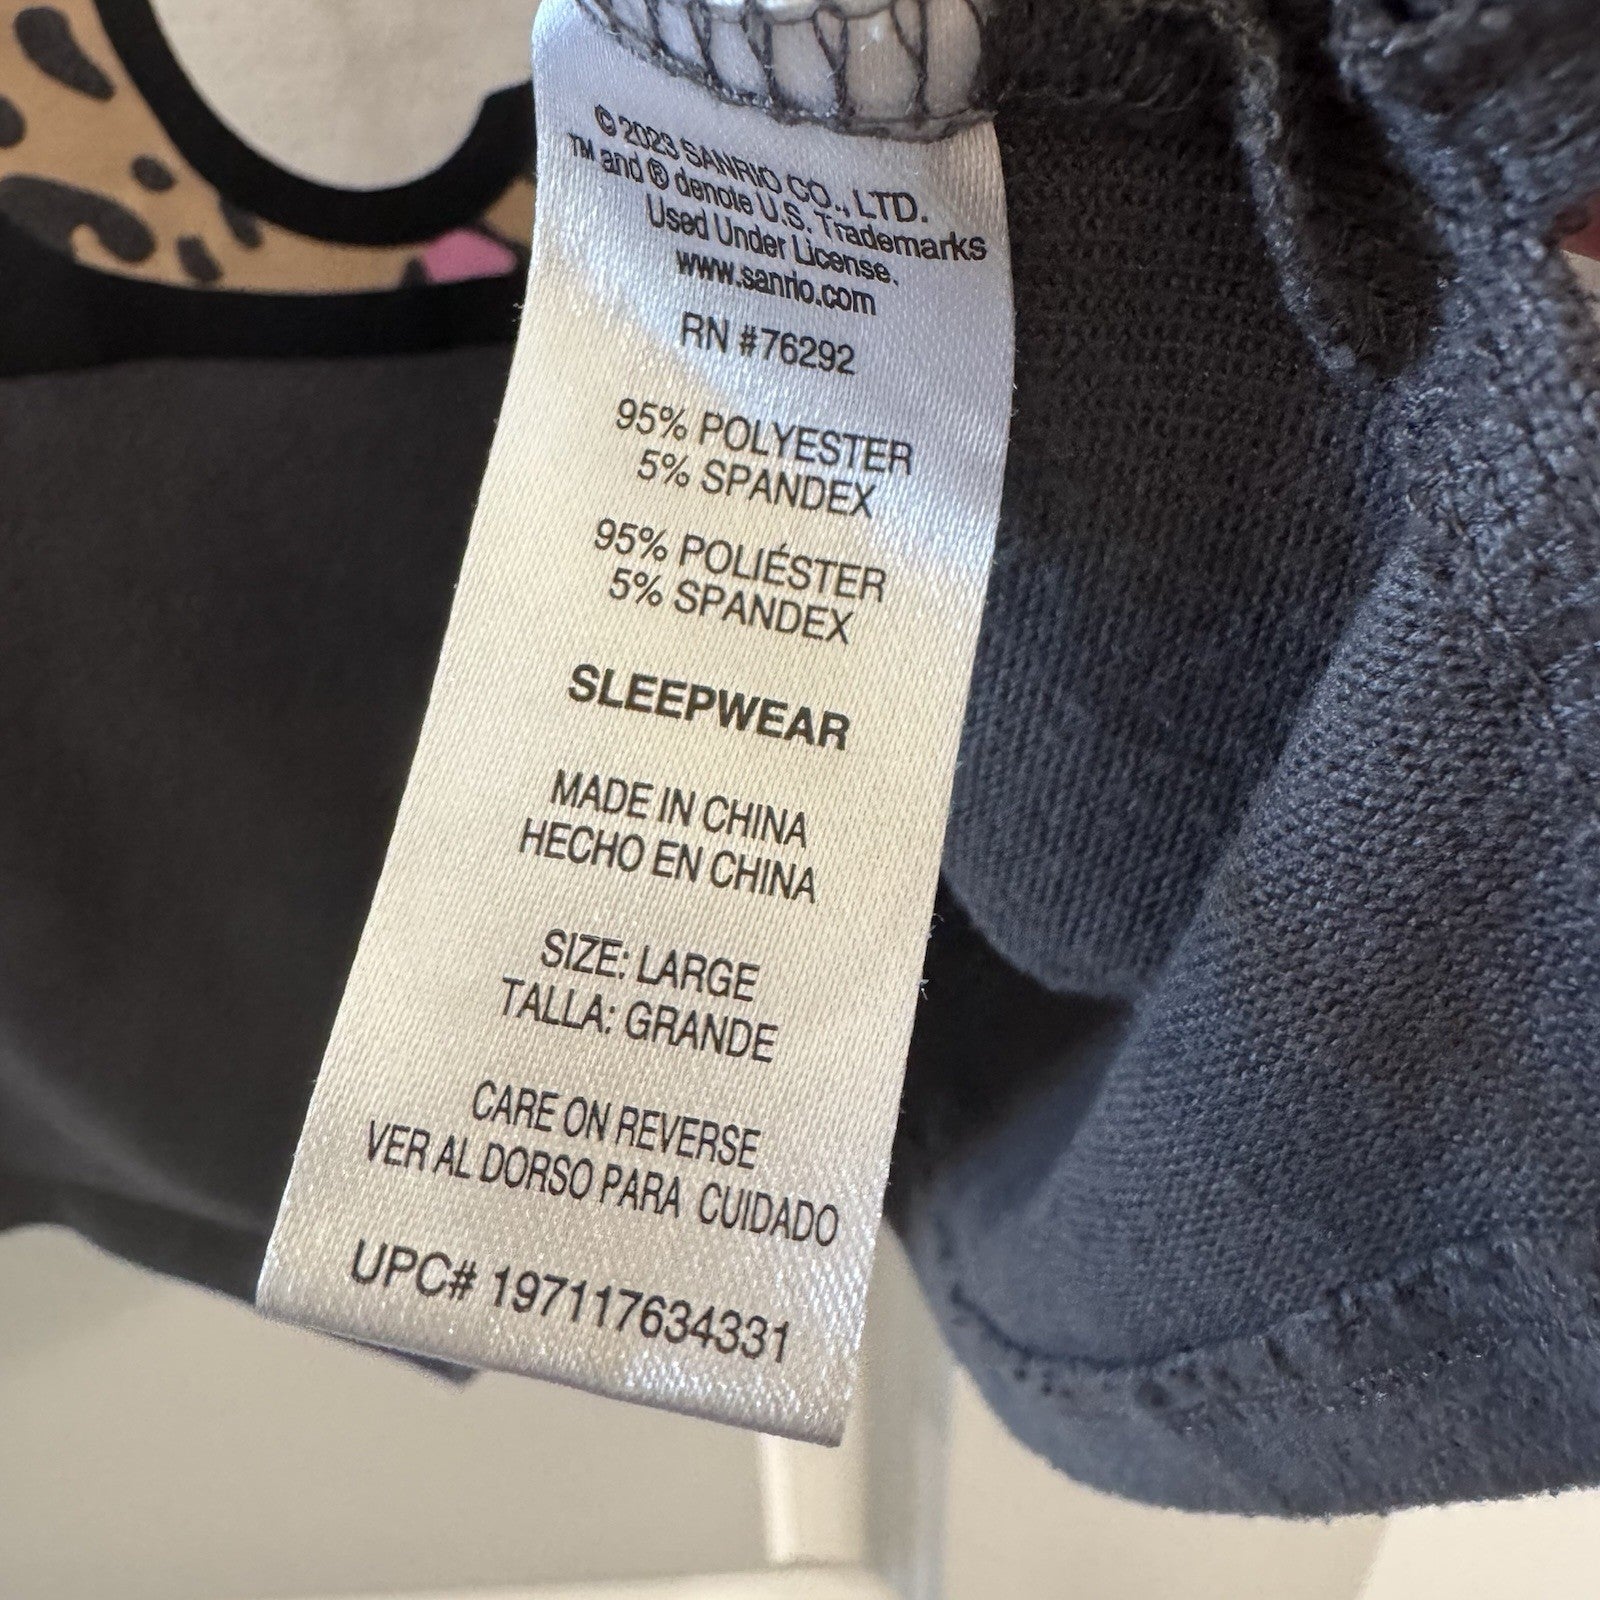 © 2023 SANRIO CO., LTD.
™ and ® denote U.S. Trademarks
Used Under License.
www.sanrio.com
RN #76292
95% POLYESTER
5% SPANDEX
95% POLIÉSTER
5% SPANDEX
SLEEPWEAR
MADE IN CHINA
HECHO EN CHINA
SIZE: LARGE
TALLA: GRANDE
CARE ON REVERSE
VER AL DORSO PARA CUIDADO
UPC# 197117634331